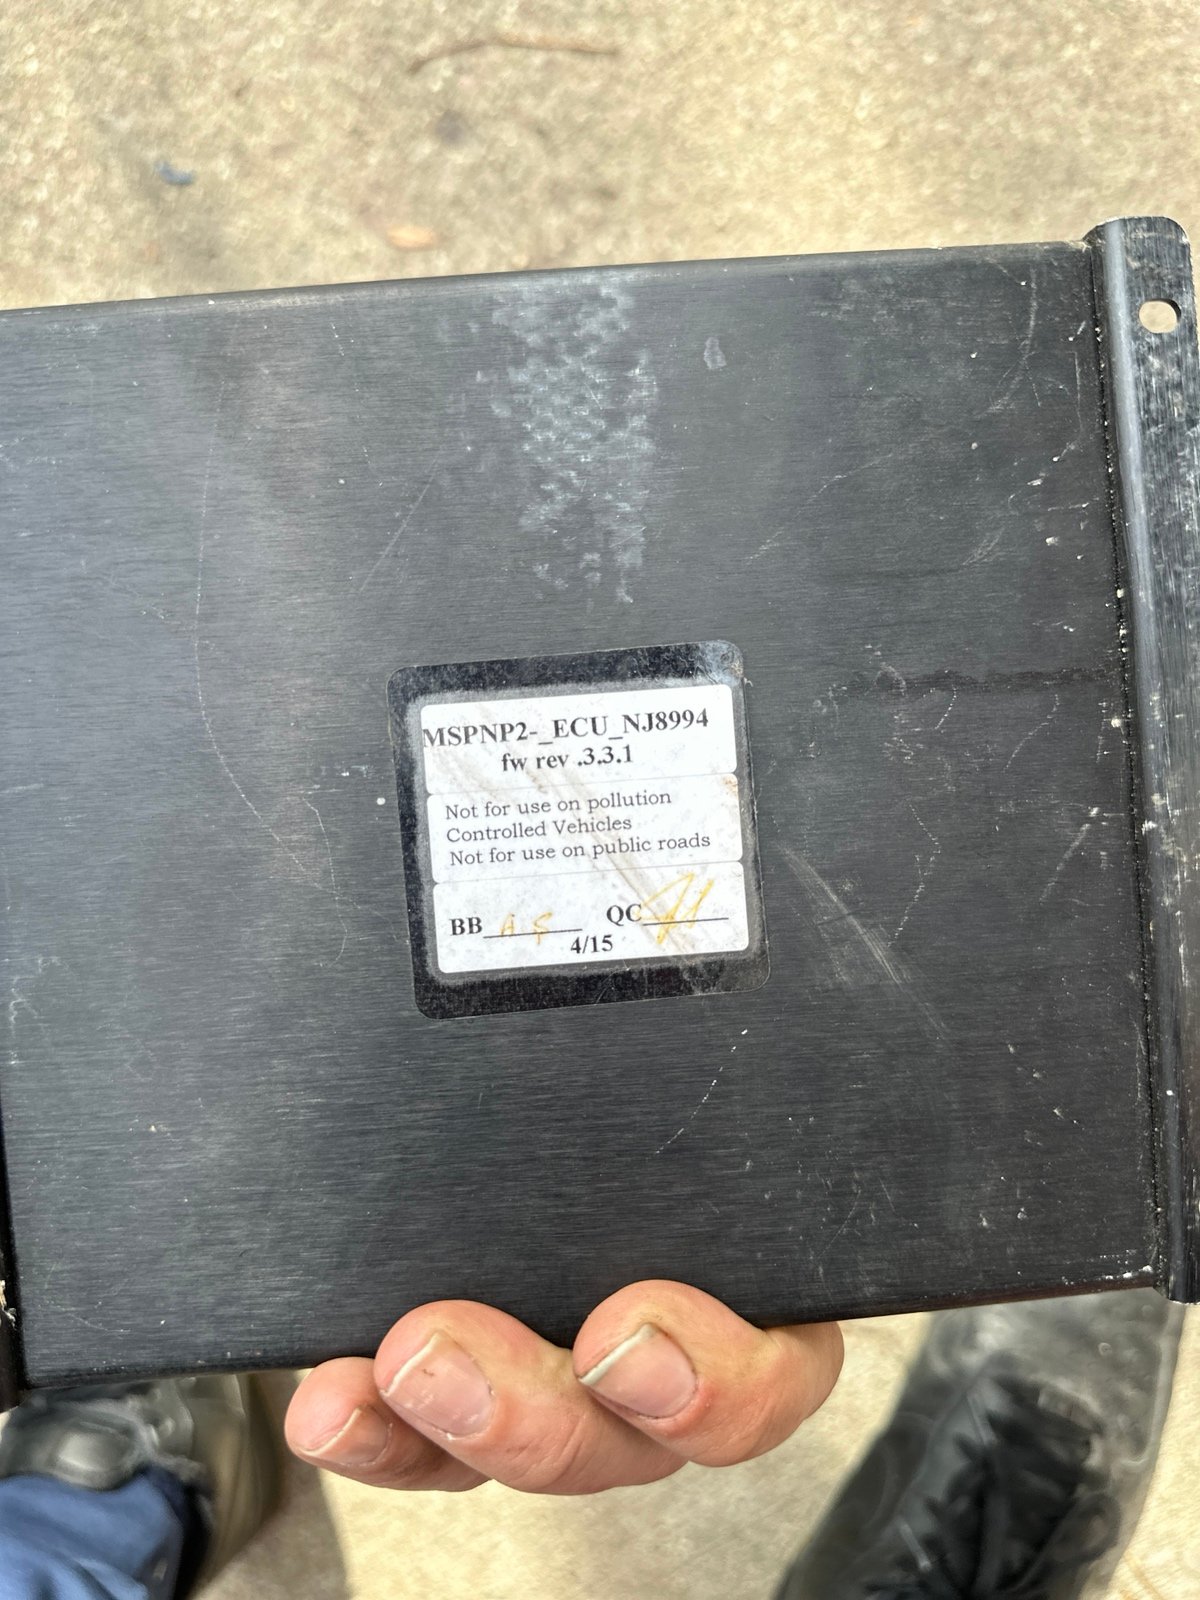 MSPNP2-_ECU_NJ8994
fw rev .3.3.1
Not for use on pollution
Controlled Vehicles
Not for use on public roads
BB AS QC
4/15